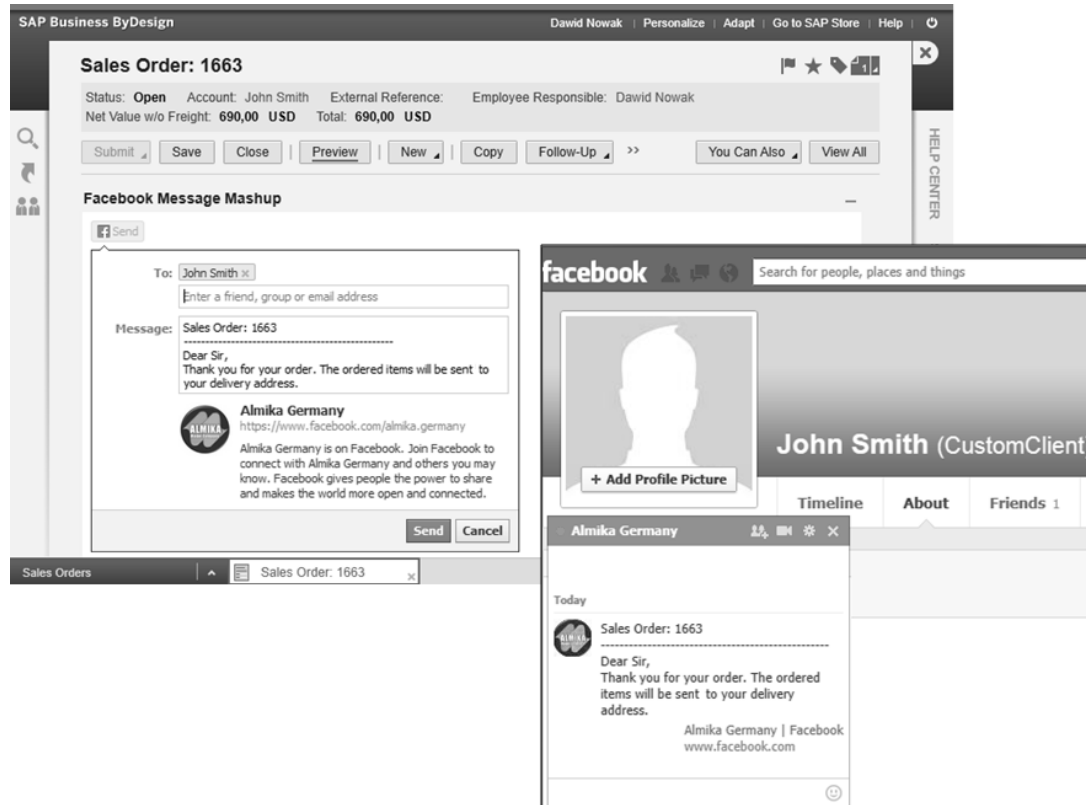 SAP Business ByDesign
Dawid Nowak | Personalize | Adapt | Go to SAP Store | Help
Sales Order: 1663
1
Status: Open Account: John Smith External Reference: Employee Responsible: Dawid Nowak
Net Value w/o Freight: 690,00 USD Total: 690,00 USD
Submit Save Close | Preview | New | Copy Follow-Up >> You Can Also View All
HELP CENTER
Facebook Message Mashup
Send
To: John Smith ×
Enter a friend, group or email address
Message: Sales Order: 1663
--------------------------------------------------
Dear Sir,
Thank you for your order. The ordered items will be sent to
your delivery address.
ALMIKA
Almika Germany
https://www.facebook.com/almika.germany
Almika Germany is on Facebook. Join Facebook to
connect with Almika Germany and others you may
know. Facebook gives people the power to share
and makes the world more open and connected.
Send Cancel
Sales Orders
Sales Order: 1663 ×
facebook
Search for people, places and things
+ Add Profile Picture
John Smith (CustomClient
Timeline About Friends 1
Almika Germany
Today
ALMIKA
Sales Order: 1663
--------------------------------------------------
Dear Sir,
Thank you for your order. The ordered
items will be sent to your delivery
address.
Almika Germany | Facebook
www.facebook.com